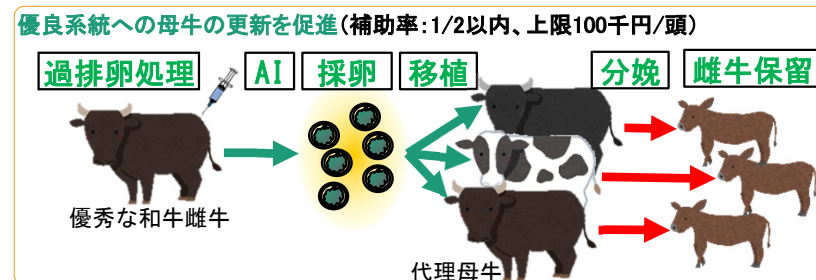 優良系統への母牛の更新を促進(補助率:1/2以内、上限100千円/頭)
過排卵処理 AI 採卵 移植 分娩 雌牛保留
優秀な和牛雌牛
代理母牛